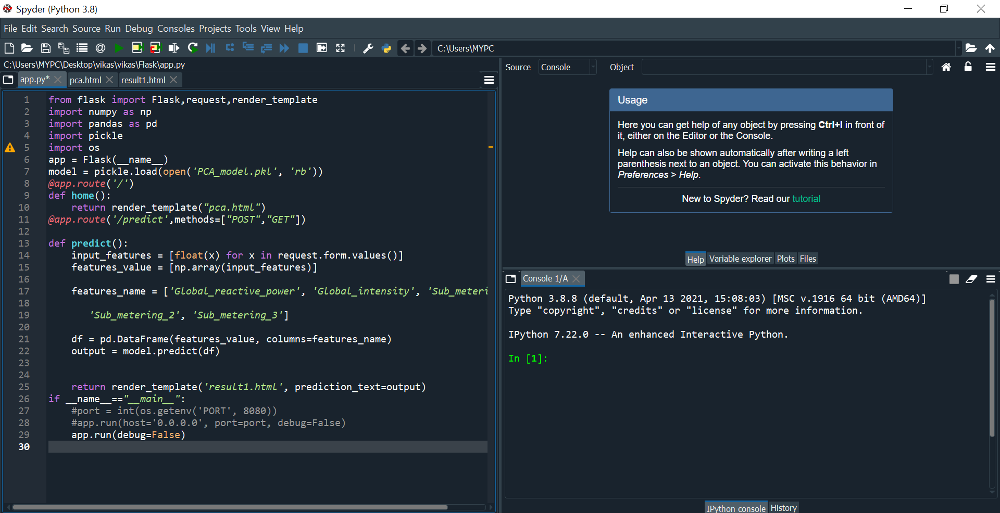 Spyder (Python 3.8)
File Edit Search Source Run Debug Consoles Projects Tools View Help
C:\Users\MYPC
C:\Users\MYPC\Desktop\vikas\vikas\Flask\app.py
app.py*
pca.html
result1.html
1 from flask import Flask,request,render_template
2 import numpy as np
3 import pandas as pd
4 import pickle
5 import os
6 app = Flask(__name__)
7 model = pickle.load(open('PCA_model.pkl', 'rb'))
8 @app.route('/')
9 def home():
10     return render_template("pca.html")
11 @app.route('/predict',methods=["POST","GET"])
12
13 def predict():
14     input_features = [float(x) for x in request.form.values()]
15     features_value = [np.array(input_features)]
16
17     features_name = ['Global_reactive_power', 'Global_intensity', 'Sub_meteri
18
19        'Sub_metering_2', 'Sub_metering_3']
20
21     df = pd.DataFrame(features_value, columns=features_name)
22     output = model.predict(df)
23
24
25     return render_template('result1.html', prediction_text=output)
26 if __name__=="__main__":
27     #port = int(os.getenv('PORT', 8080))
28     #app.run(host='0.0.0.0', port=port, debug=False)
29     app.run(debug=False)
30
Source Console Object
Usage
Here you can get help of any object by pressing Ctrl+I in front of
it, either on the Editor or the Console.
Help can also be shown automatically after writing a left
parenthesis next to an object. You can activate this behavior in
Preferences > Help.
New to Spyder? Read our tutorial
Help Variable explorer Plots Files
Console 1/A
Python 3.8.8 (default, Apr 13 2021, 15:08:03) [MSC v.1916 64 bit (AMD64)]
Type "copyright", "credits" or "license" for more information.
IPython 7.22.0 -- An enhanced Interactive Python.
In [1]:
IPython console History